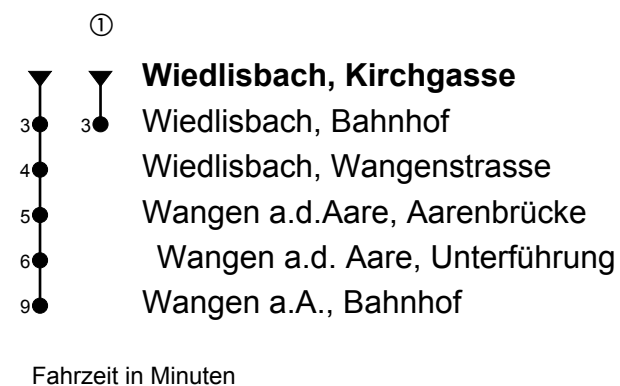 ①
Wiedlisbach, Kirchgasse
3 3 Wiedlisbach, Bahnhof
4 Wiedlisbach, Wangenstrasse
5 Wangen a.d.Aare, Aarenbrücke
6 Wangen a.d. Aare, Unterführung
9 Wangen a.A., Bahnhof
Fahrzeit in Minuten